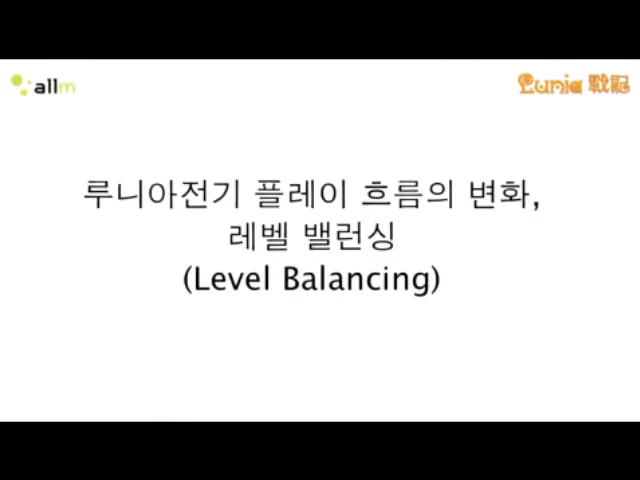 allm
Lunia 戰記
루니아전기 플레이 흐름의 변화,
레벨 밸런싱
(Level Balancing)